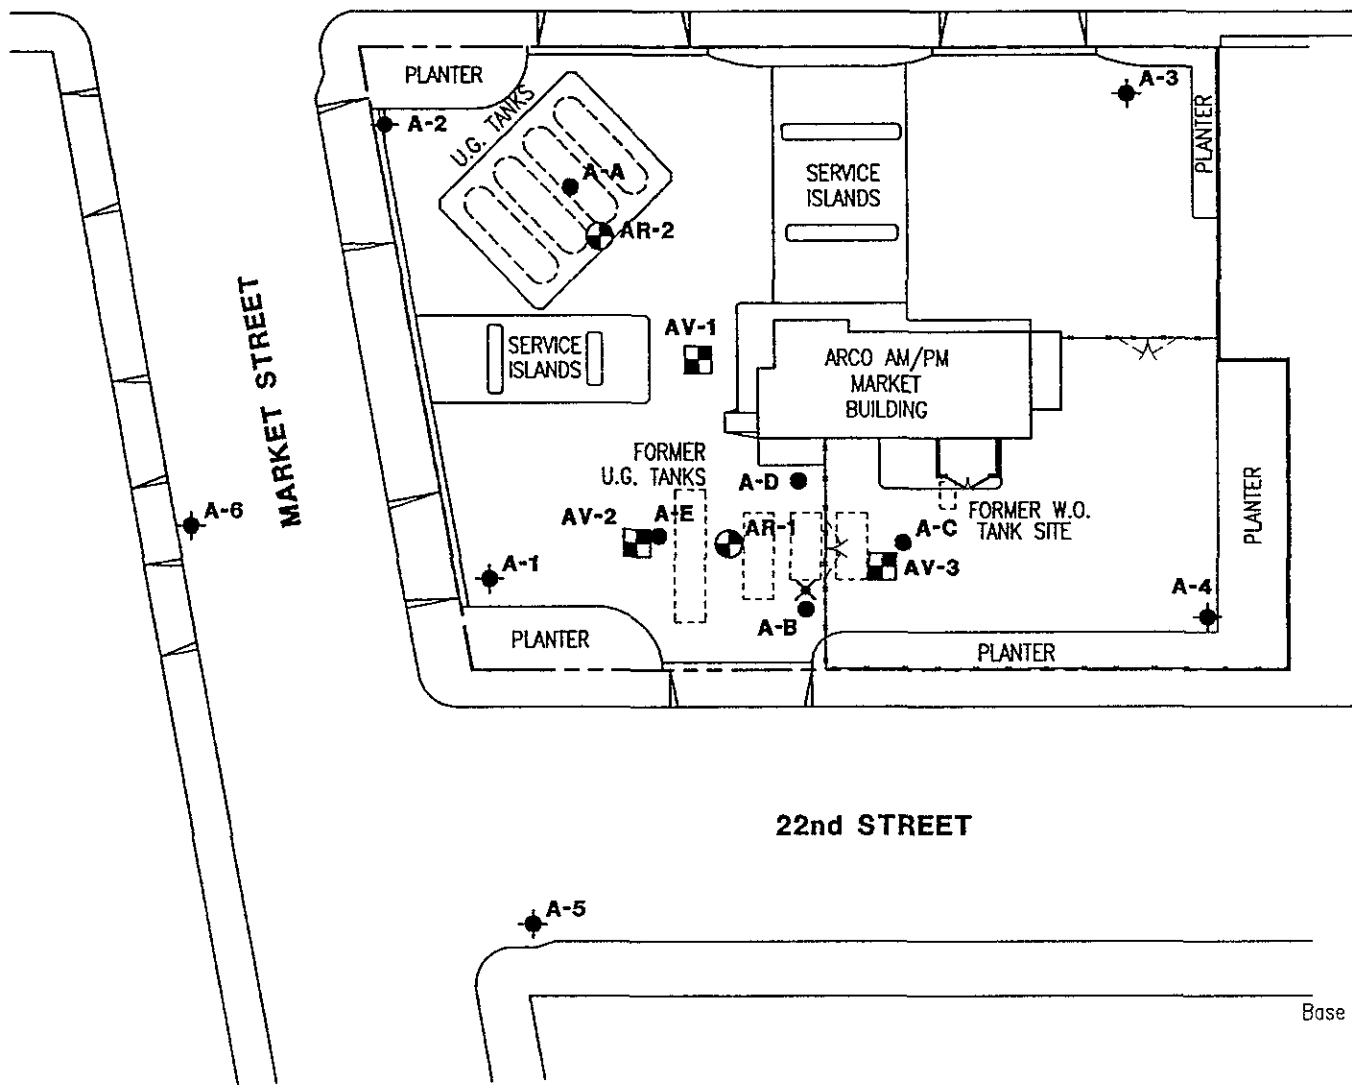 PLANTER
A-3
A-2
U.G. TANKS
PLANTER
A-A
SERVICE
ISLANDS
AR-2
MARKET STREET
AV-1
SERVICE
ISLANDS
ARCO AM/PM
MARKET
BUILDING
FORMER
U.G. TANKS
A-D
PLANTER
A-6
AV-2
A-E
AR-1
A-C
FORMER W.O.
TANK SITE
AV-3
A-1
A-4
A-B
PLANTER
PLANTER
22nd STREET
A-5
Base